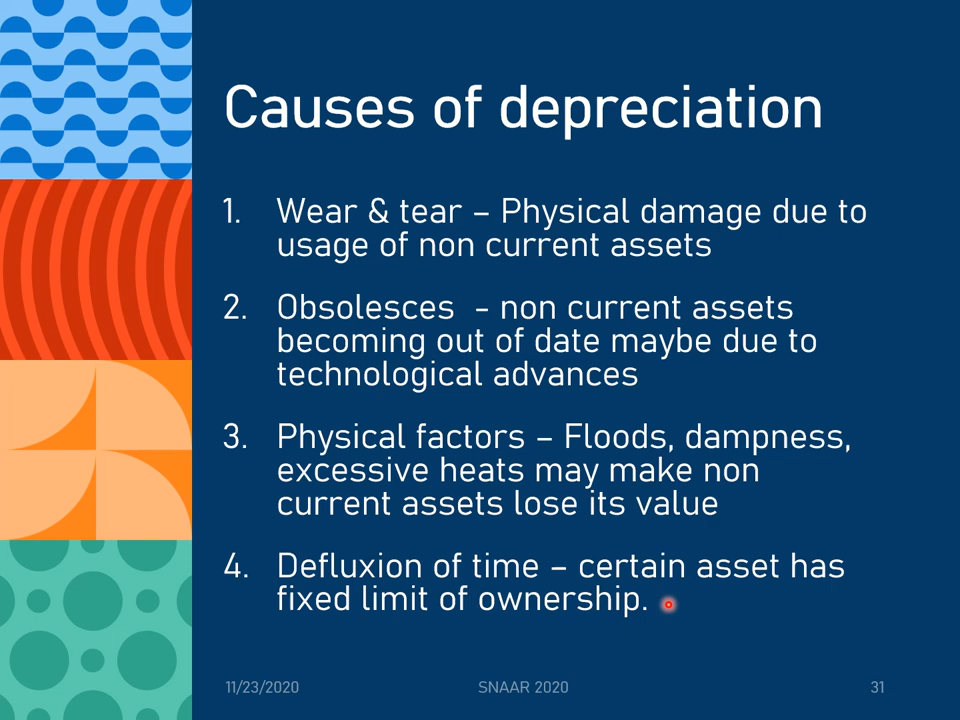 Causes of depreciation
1. Wear & tear – Physical damage due to
usage of non current assets
2. Obsolesces  - non current assets
becoming out of date maybe due to
technological advances
3. Physical factors – Floods, dampness,
excessive heats may make non
current assets lose its value
4. Defluxion of time – certain asset has
fixed limit of ownership.
11/23/2020 SNAAR 2020 31